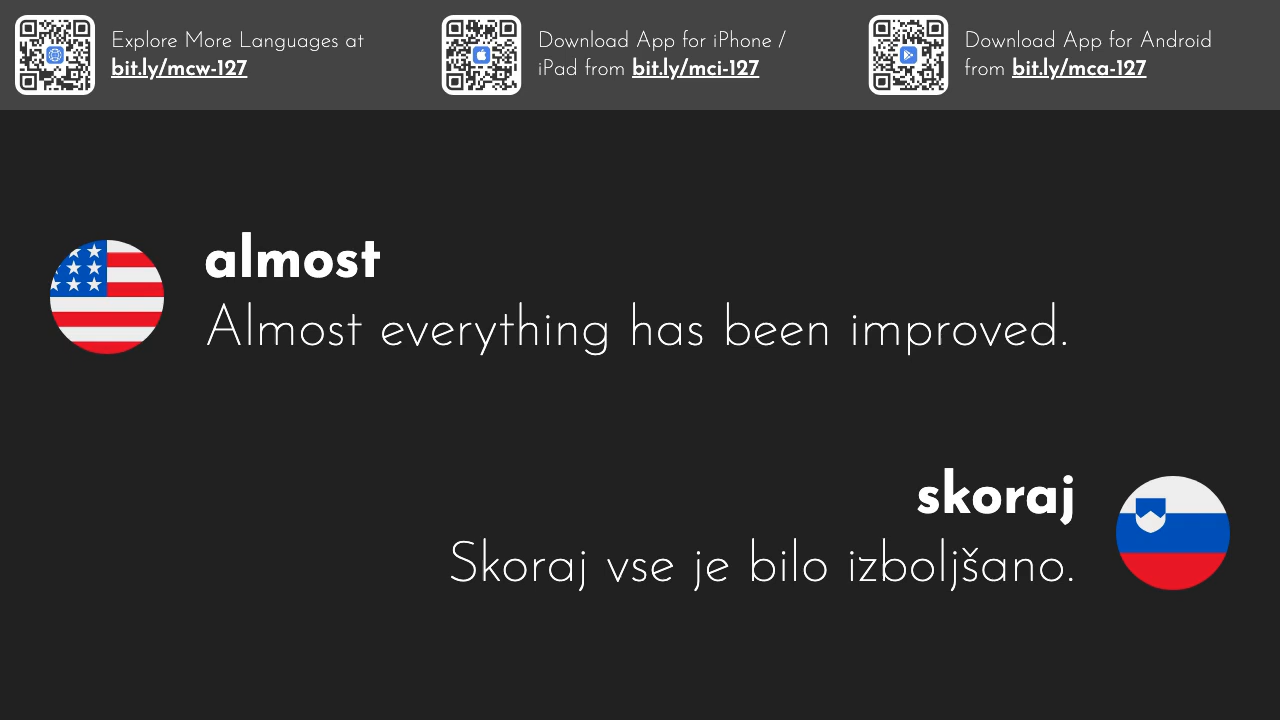 Explore More Languages at
bit.ly/mcw-127
Download App for iPhone /
iPad from bit.ly/mci-127
Download App for Android
from bit.ly/mca-127
almost
Almost everything has been improved.
skoraj
Skoraj vse je bilo izboljšano.